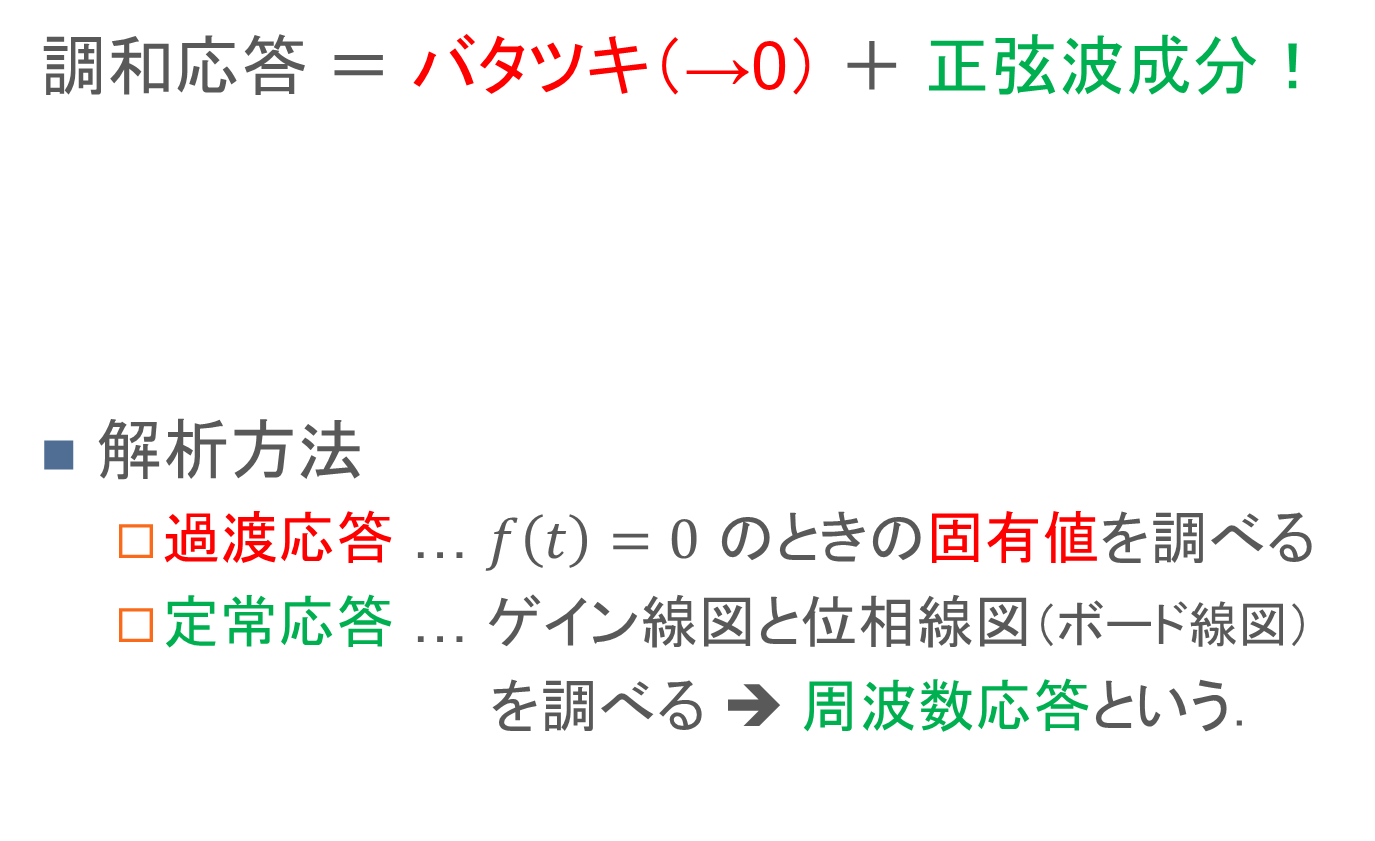 調和応答 = バタツキ(→0) + 正弦波成分!
■ 解析方法
□過渡応答 … f(t) = 0 のときの固有値を調べる
□定常応答 … ゲイン線図と位相線図(ボード線図)
を調べる ➔ 周波数応答という.